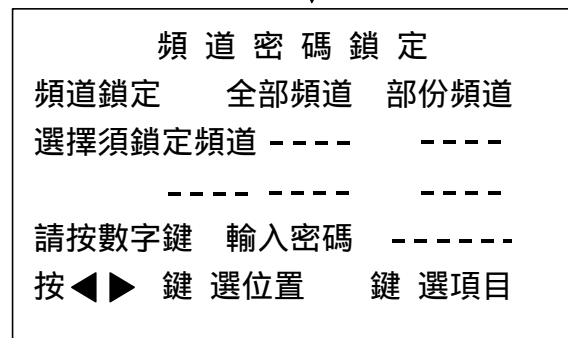 頻道密碼鎖定
頻道鎖定 全部頻道 部份頻道
選擇須鎖定頻道 ---- ----
---- ---- ----
請按數字鍵 輸入密碼 ------
按◀▶ 鍵 選位置 鍵 選項目